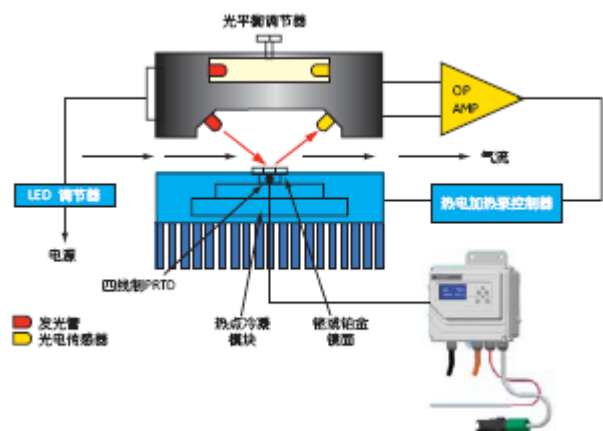 光平衡调节器
OP
AMP
气流
LED 调节器
热电加热泵控制器
电源
四线制PRTD
热点冷凝
模块
铑或铂金
镜面
发光管
光电传感器